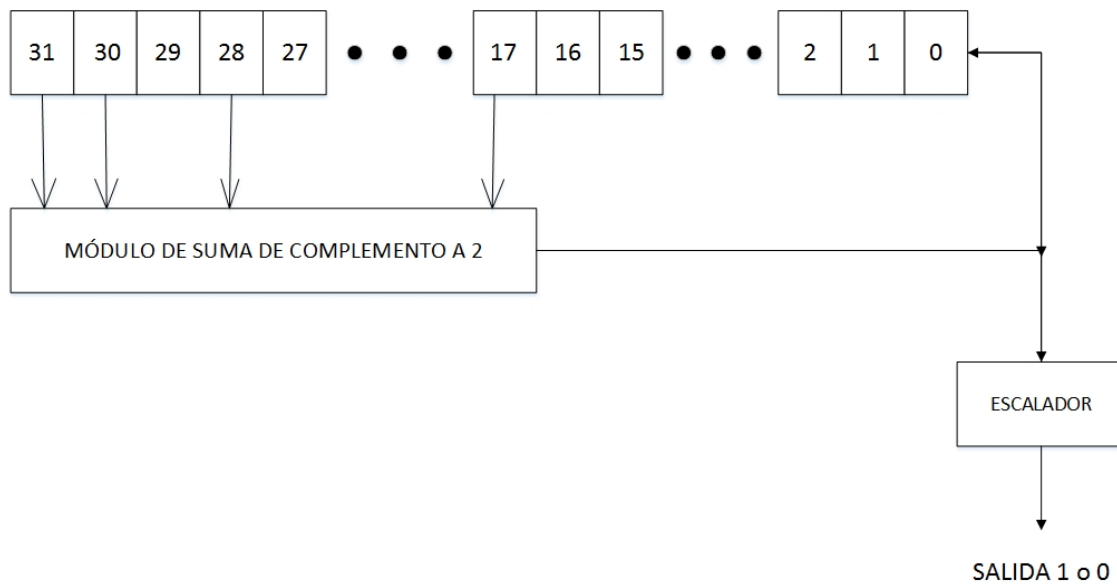 31 30 29 28 27 17 16 15 2 1 0
MÓDULO DE SUMA DE COMPLEMENTO A 2
ESCALADOR
SALIDA 1 o 0